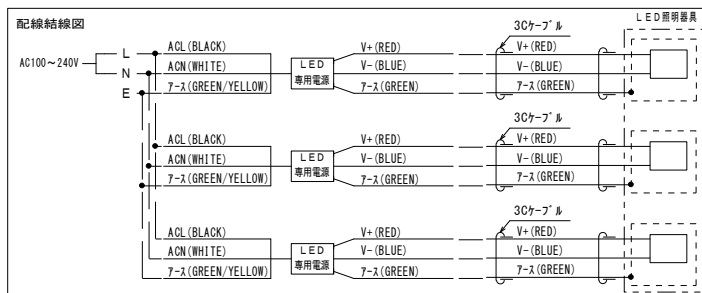 配線結線図
LED照明器具
AC100~240V
L
N
E
ACL(BLACK)
ACN(WHITE)
アース(GREEN/YELLOW)
LED
専用電源
V+(RED)
V-(BLUE)
アース(GREEN)
3Cケーブル
V+(RED)
V-(BLUE)
アース(GREEN)
ACL(BLACK)
ACN(WHITE)
アース(GREEN/YELLOW)
LED
専用電源
V+(RED)
V-(BLUE)
アース(GREEN)
3Cケーブル
V+(RED)
V-(BLUE)
アース(GREEN)
ACL(BLACK)
ACN(WHITE)
アース(GREEN/YELLOW)
LED
専用電源
V+(RED)
V-(BLUE)
アース(GREEN)
3Cケーブル
V+(RED)
V-(BLUE)
アース(GREEN)